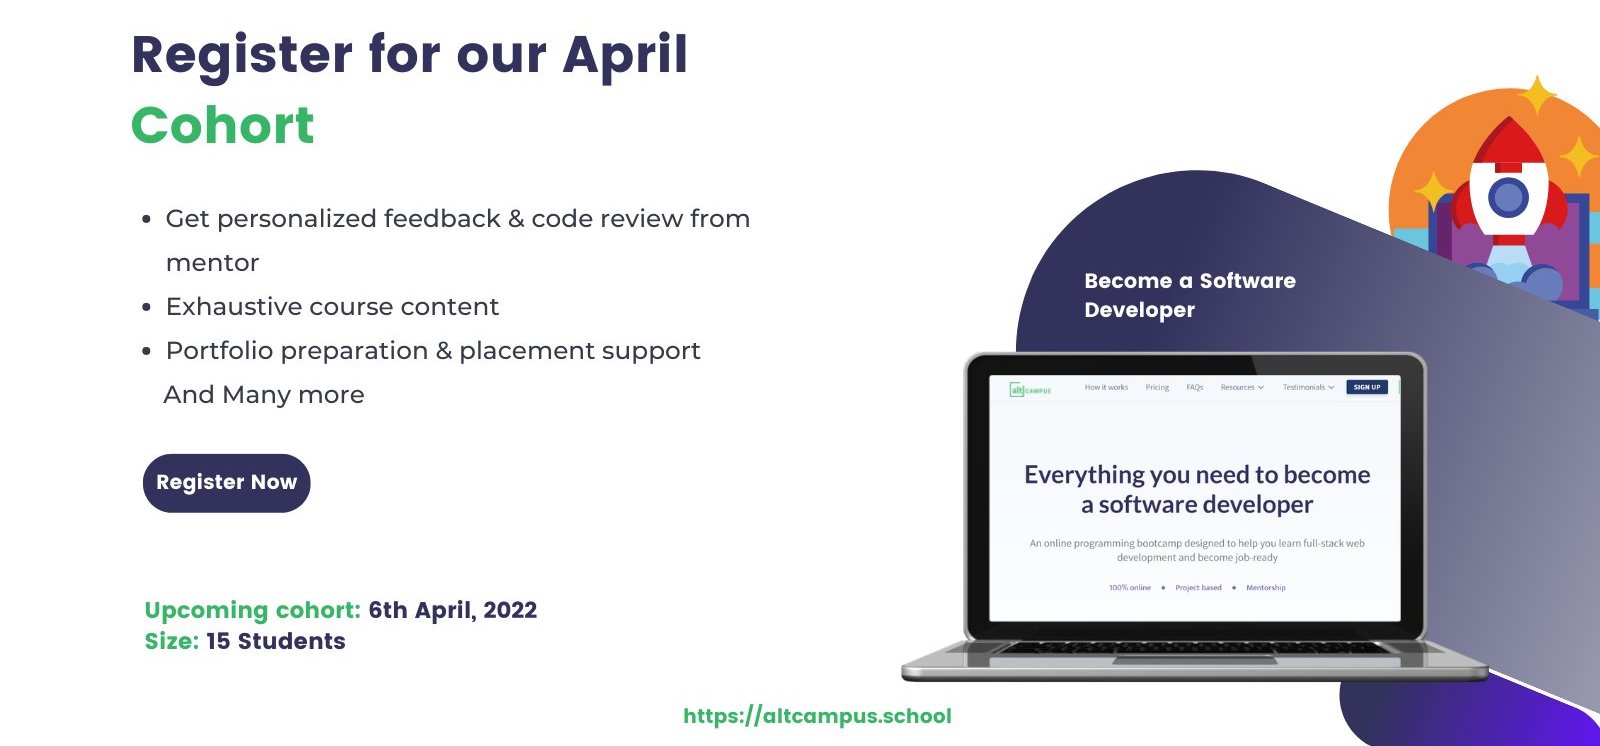 Register for our April
Cohort
• Get personalized feedback & code review from
mentor
• Exhaustive course content
• Portfolio preparation & placement support
And Many more
Register Now
Upcoming cohort: 6th April, 2022
Size: 15 Students
https://altcampus.school
Become a Software
Developer
alt CAMPUS How it works Pricing FAQs Resources Testimonials SIGN UP
Everything you need to become
a software developer
An online programming bootcamp designed to help you learn full-stack web
development and become job-ready
100% online • Project based • Mentorship